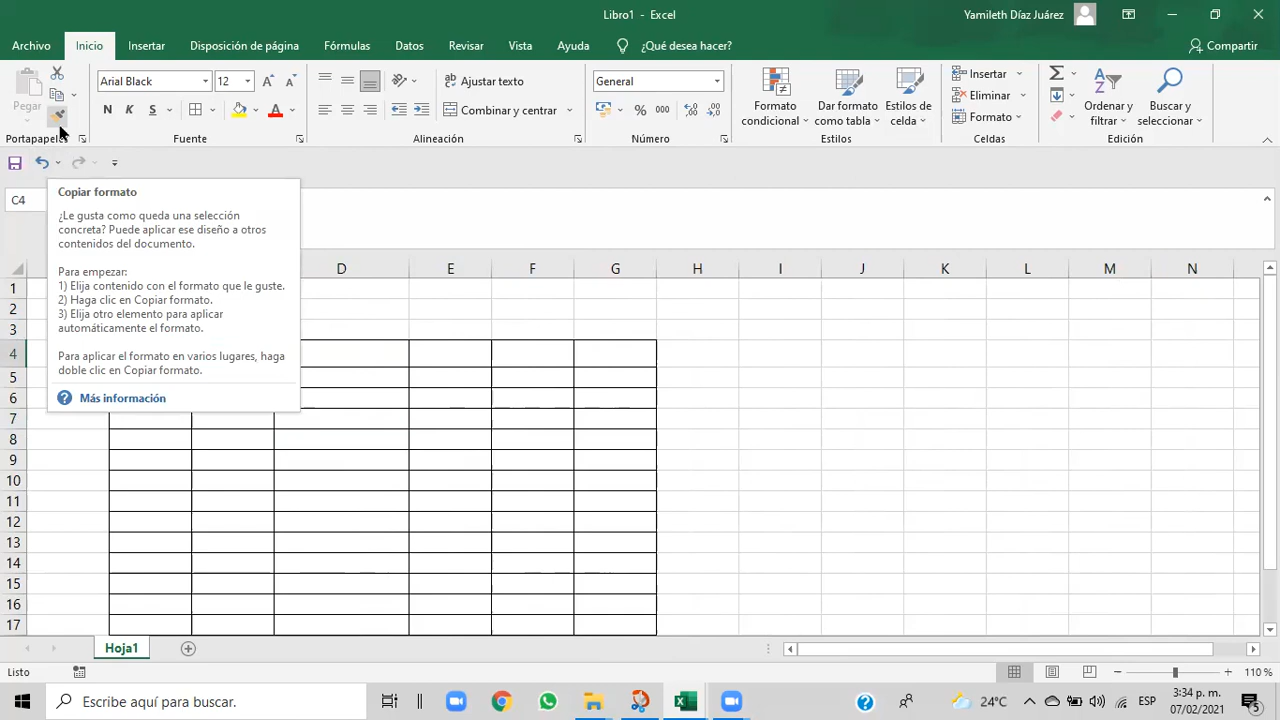 Libro1 - Excel
Yamileth Díaz Juárez
Archivo
Inicio
Insertar
Disposición de página
Fórmulas
Datos
Revisar
Vista
Ayuda
¿Qué desea hacer?
Compartir
Pegar
Portapapeles
Arial Black
12
N K S
A A
A
Fuente
Ajustar texto
Combinar y centrar
Alineación
General
% 000
Número
Formato
condicional
Dar formato
como tabla
Estilos de
celda
Estilos
Insertar
Eliminar
Formato
Celdas
Ordenar y
filtrar
Buscar y
seleccionar
Edición
C4
Copiar formato
¿Le gusta como queda una selección
concreta? Puede aplicar ese diseño a otros
contenidos del documento.
Para empezar:
1) Elija contenido con el formato que le guste.
2) Haga clic en Copiar formato.
3) Elija otro elemento para aplicar
automáticamente el formato.
Para aplicar el formato en varios lugares, haga
doble clic en Copiar formato.
Más información
D E F G H I J K L M N
1
2
3
4
5
6
7
8
9
10
11
12
13
14
15
16
17
Hoja1
Listo
110 %
Escribe aquí para buscar.
24°C
ESP
3:34 p. m.
07/02/2021
5